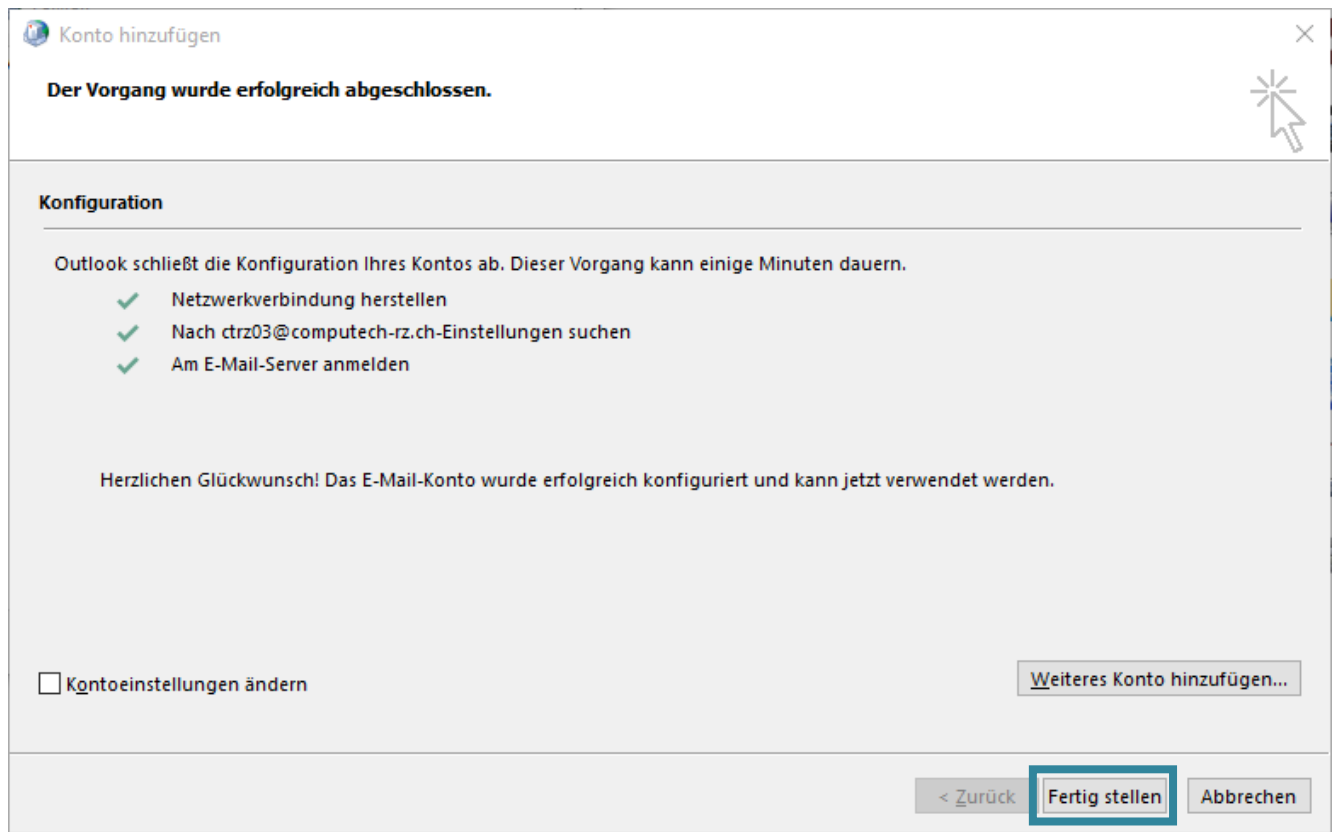 Konto hinzufügen
Der Vorgang wurde erfolgreich abgeschlossen.
Konfiguration
Outlook schließt die Konfiguration Ihres Kontos ab. Dieser Vorgang kann einige Minuten dauern.
Netzwerkverbindung herstellen
Nach ctrz03@computech-rz.ch-Einstellungen suchen
Am E-Mail-Server anmelden
Herzlichen Glückwunsch! Das E-Mail-Konto wurde erfolgreich konfiguriert und kann jetzt verwendet werden.
Kontoeinstellungen ändern
Weiteres Konto hinzufügen...
< Zurück
Fertig stellen
Abbrechen